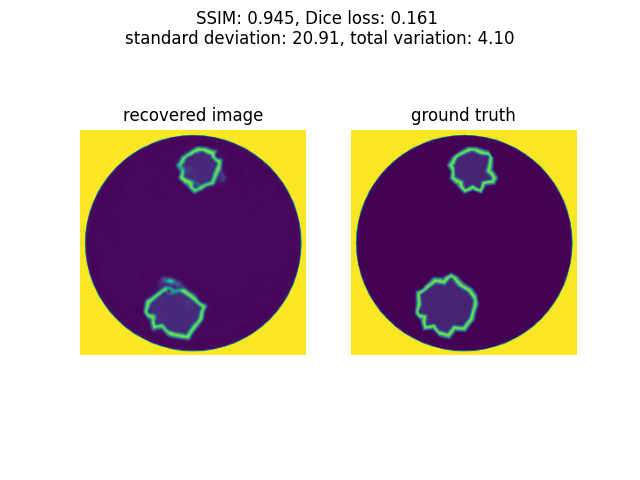 SSIM: 0.945, Dice loss: 0.161
standard deviation: 20.91, total variation: 4.10
recovered image
ground truth